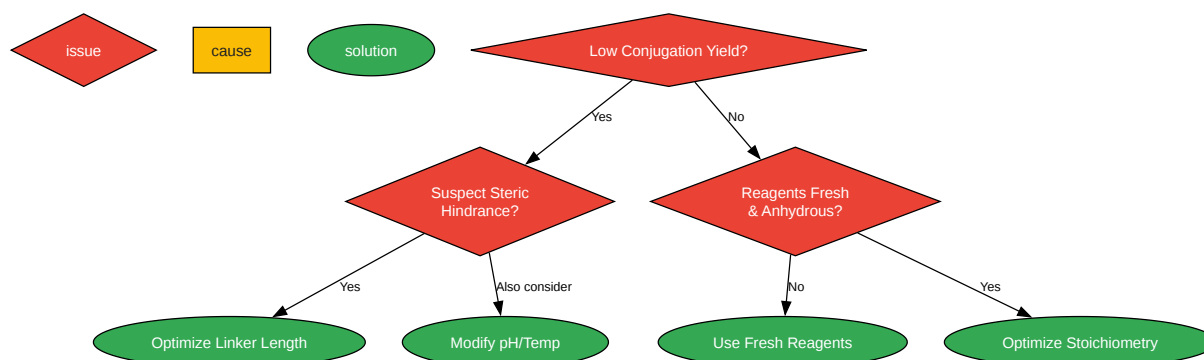 issue
cause
solution
Low Conjugation Yield?
Yes
No
Suspect Steric
Hindrance?
Reagents Fresh
& Anhydrous?
Yes
Also consider
No
Yes
Optimize Linker Length
Modify pH/Temp
Use Fresh Reagents
Optimize Stoichiometry